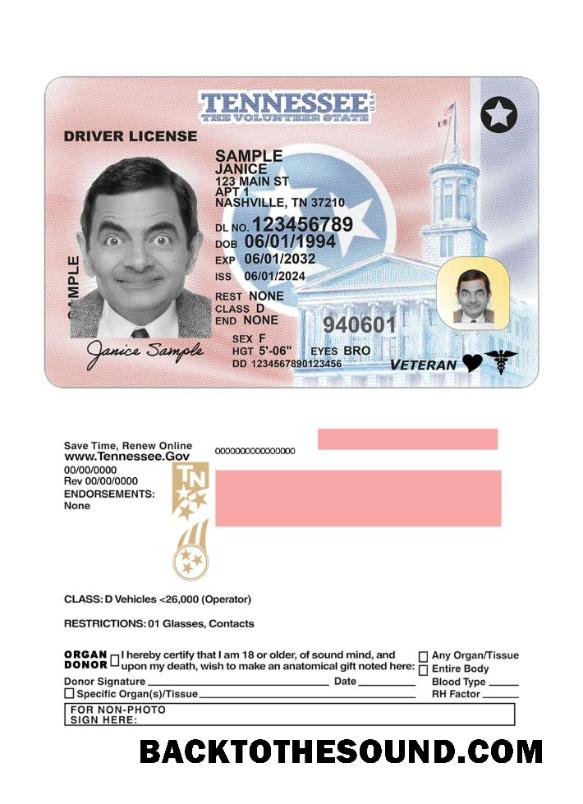 TENNESSEE USA
THE VOLUNTEER STATE
DRIVER LICENSE
SAMPLE
JANICE
123 MAIN ST
APT 1
NASHVILLE, TN 37210
DL NO. 123456789
DOB 06/01/1994
EXP 06/01/2032
ISS 06/01/2024
SAMPLE
REST NONE
CLASS D
END NONE
940601
SEX F
HGT 5'-06" EYES BRO
DD 1234567890123456
Janice Sample
VETERAN
Save Time, Renew Online
www.Tennessee.Gov
0000000000000000
00/00/0000
Rev 00/00/0000
ENDORSEMENTS:
None
TN
CLASS: D Vehicles <26,000 (Operator)
RESTRICTIONS: 01 Glasses, Contacts
ORGAN DONOR
I hereby certify that I am 18 or older, of sound mind, and
upon my death, wish to make an anatomical gift noted here:
Any Organ/Tissue
Entire Body
Donor Signature Date Blood Type
Specific Organ(s)/Tissue RH Factor
FOR NON-PHOTO
SIGN HERE:
BACKTOTHESOUND.COM